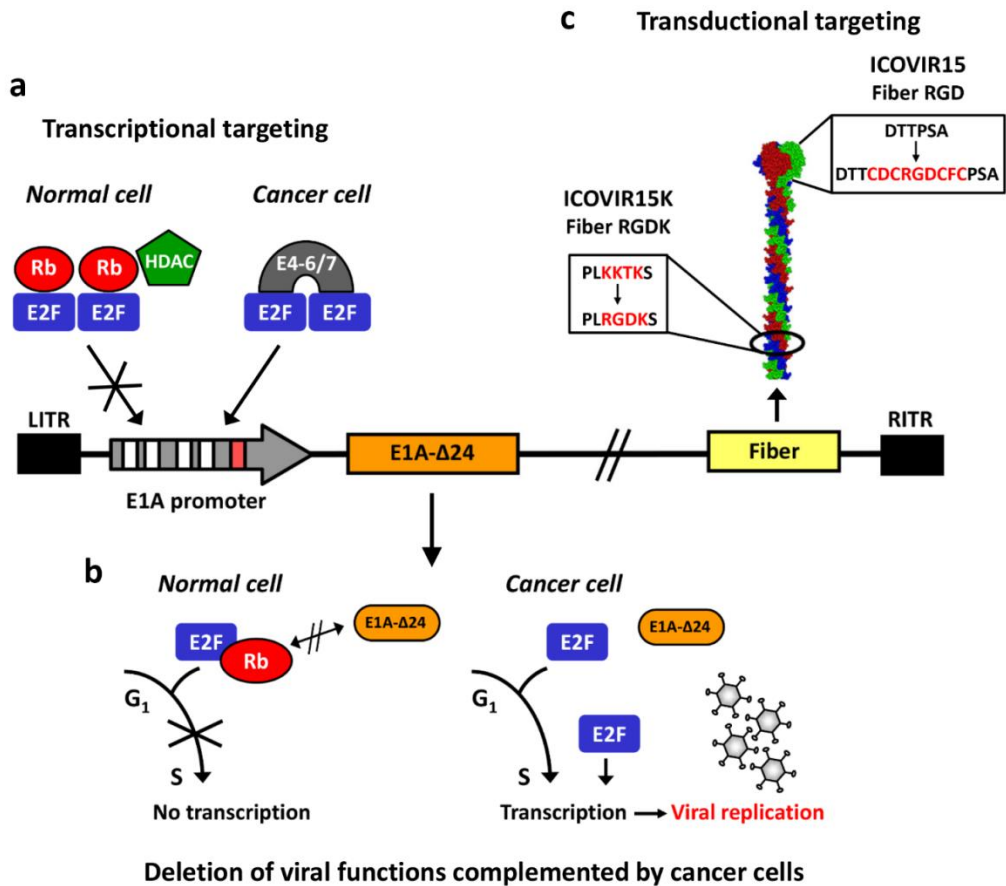 a
Transcriptional targeting
Normal cell
Cancer cell
Rb
Rb
HDAC
E2F
E2F
E4-6/7
E2F
E2F
c
Transductional targeting
ICOVIR15
Fiber RGD
DTTPSA
DTTCDCRGDCFCPSA
ICOVIR15K
Fiber RGDK
PLKKTKS
PLRGDKS
LITR
E1A promoter
E1A-Δ24
Fiber
RITR
b
Normal cell
E2F
Rb
E1A-Δ24
G1
S
No transcription
Cancer cell
E2F
E1A-Δ24
G1
E2F
S
Transcription
Viral replication
Deletion of viral functions complemented by cancer cells